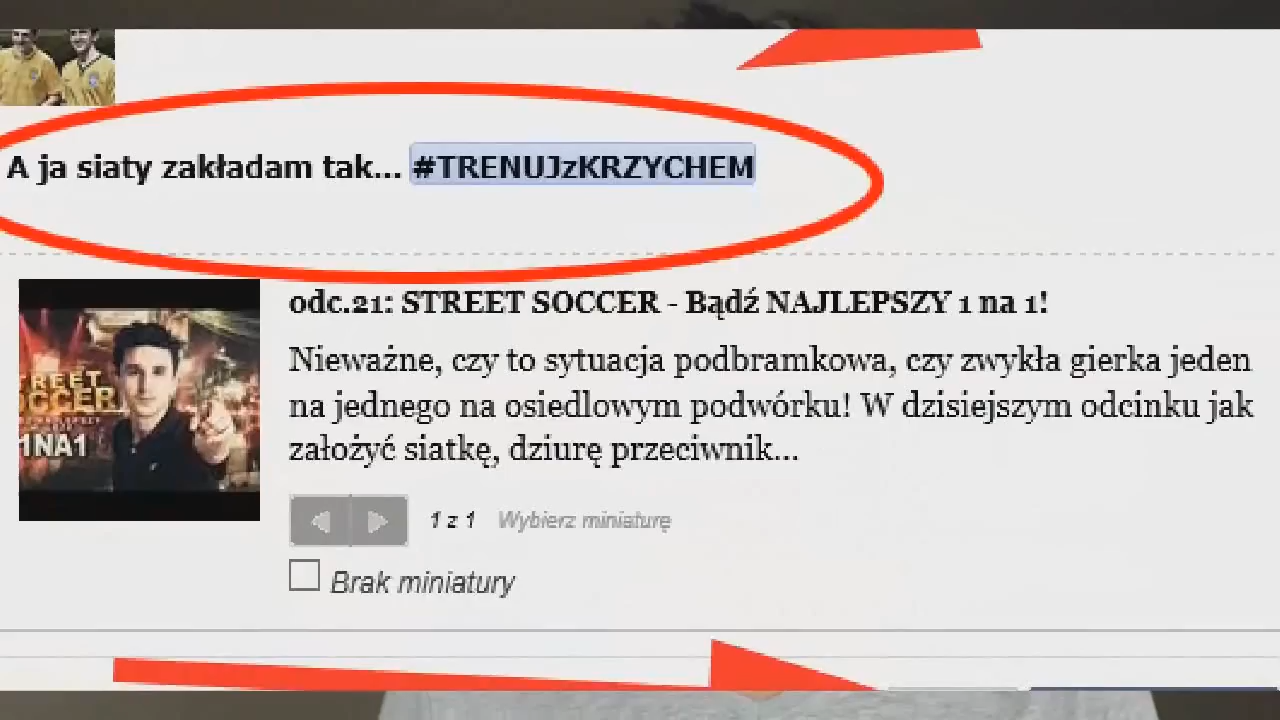 A ja siaty zakładam tak... #TRENUJzKRZYCHEM
odc.21: STREET SOCCER - Bądź NAJLEPSZY 1 na 1!
Nieważne, czy to sytuacja podbramkowa, czy zwykła gierka jeden
na jednego na osiedlowym podwórku! W dzisiejszym odcinku jak
założyć siatkę, dziurę przeciwnik...
TREET
OCCER
1NA1
1 z 1 Wybierz miniaturę
Brak miniatury